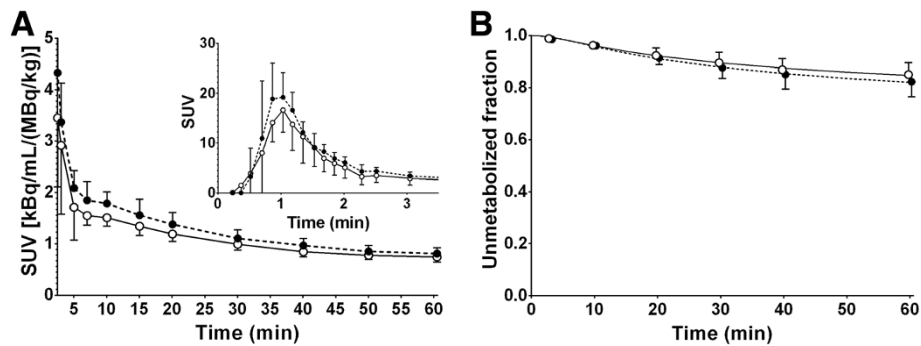 A
SUV [kBq/mL/(MBq/kg)]
5
4
3
2
1
0
5 10 15 20 25 30 35 40 45 50 55 60
Time (min)
SUV
30
20
10
0
0 1 2 3
Time (min)
B
Unmetabolized fraction
1.0
0.8
0.6
0.4
0.2
0.0
0 10 20 30 40 50 60
Time (min)